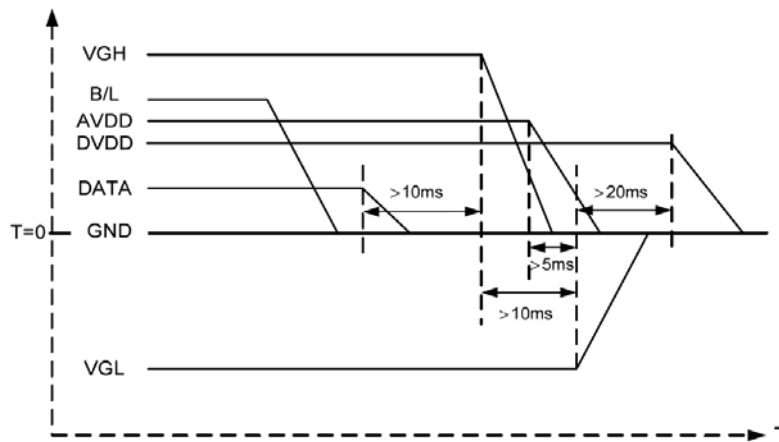 VGH
B/L
AVDD
DVDD
DATA
>10ms
>20ms
T=0
GND
>5ms
>10ms
VGL